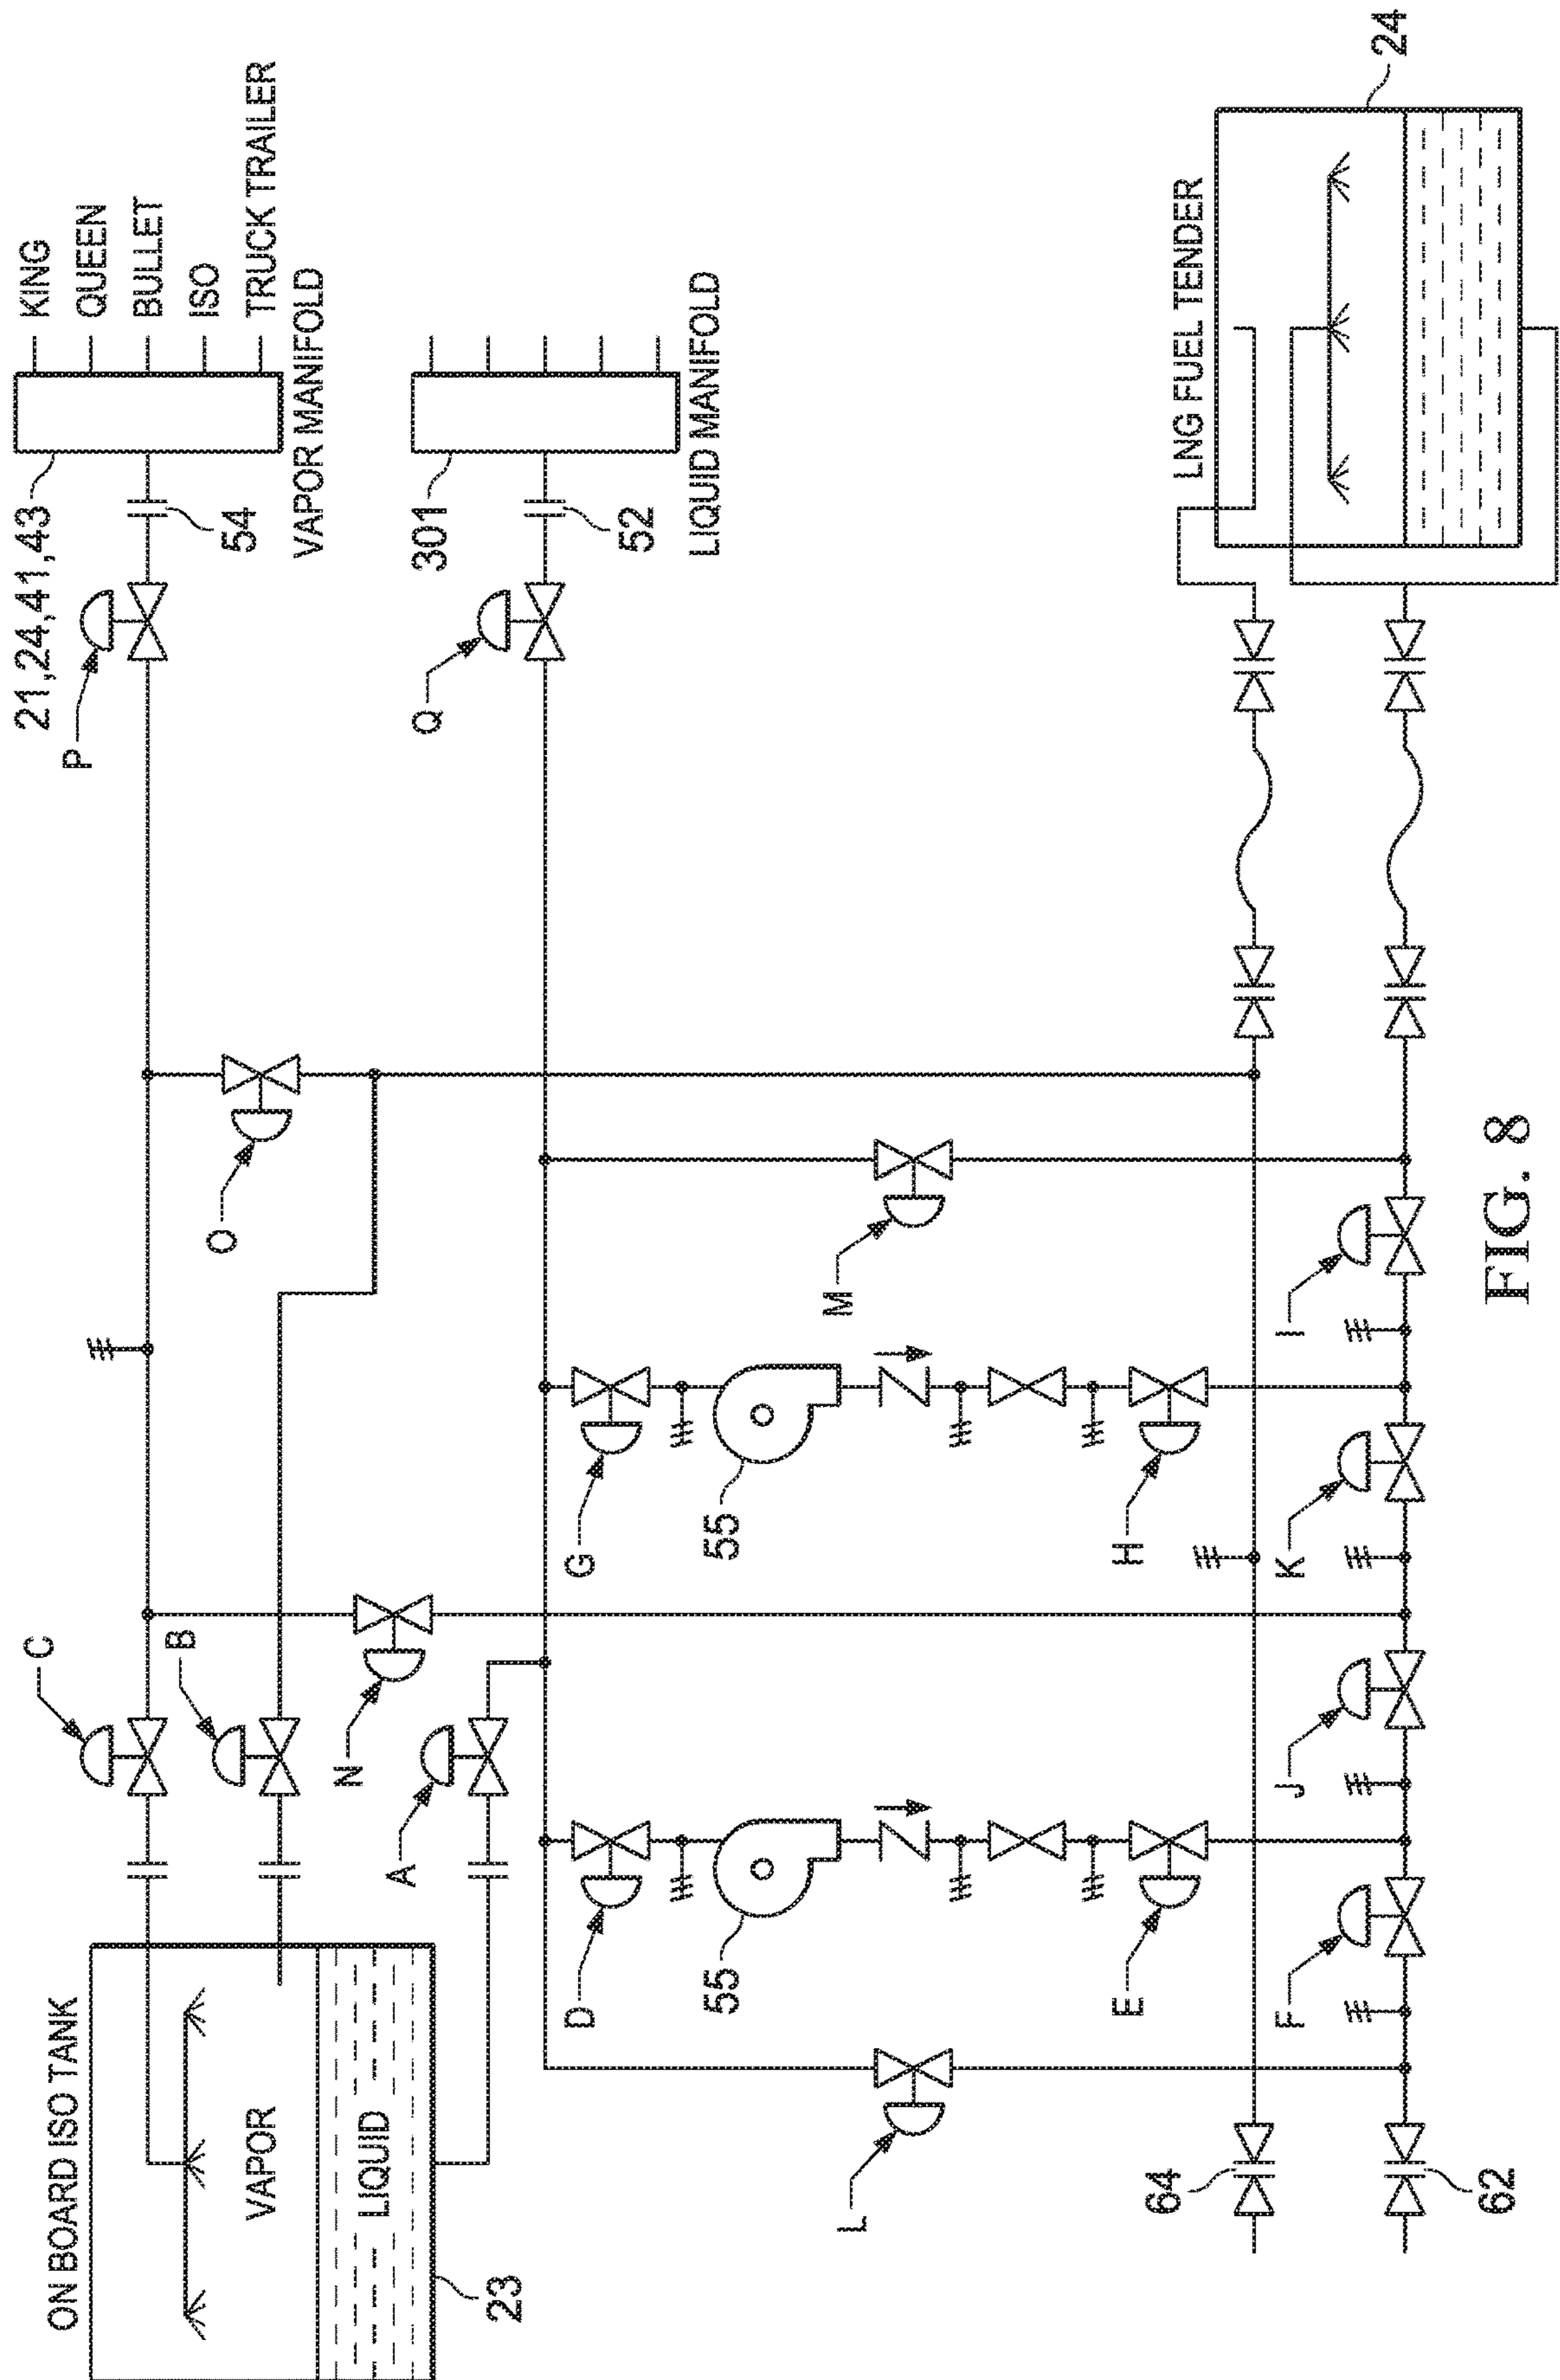 KING
QUEEN
BULLET
ISO
TRUCK TRAILER
21,24,41,43
54
VAPOR MANIFOLD
P
301
52
LIQUID MANIFOLD
Q
LNG FUEL TENDER
24
O
M
I
G
55
H
K
C
B
N
A
J
D
55
E
F
ON BOARD ISO TANK
VAPOR
LIQUID
23
L
64
62
FIG. 8